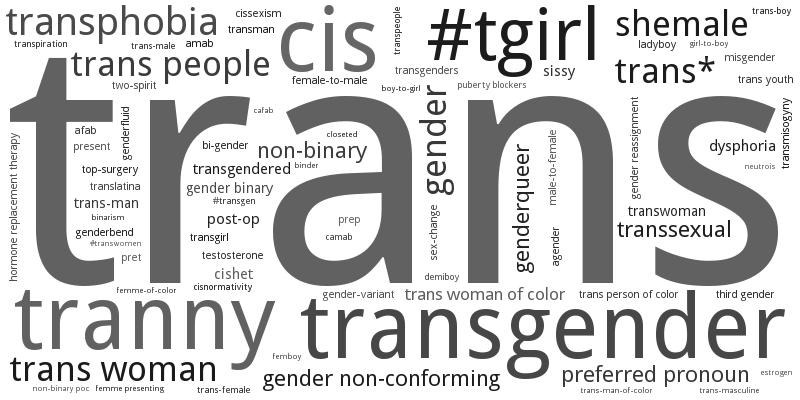 transphobia
cissexism
transpeople
cis
#tgirl
shemale
trans-boy
transpiration
trans-male
amab
transman
ladyboy
girl-to-boy
trans people
female-to-male
transgenders
sissy
trans*
misgender
two-spirit
boy-to-girl
puberty blockers
trans youth
trans
hormone replacement therapy
afab
present
genderfluid
cafab
bi-gender
closeted
non-binary
gender
genderqueer
male-to-female
gender reassignment
dysphoria
transmisogyny
top-surgery
transgendered
binder
neutrois
translatina
gender binary
trans-man
#transgen
binarism
post-op
prep
sex-change
agender
transwoman
genderbend
transgirl
camab
transsexual
#transwomen
pret
testosterone
cishet
demiboy
cisnormativity
femme-of-color
gender-variant
trans woman of color
trans person of color
third gender
tranny
transgender
trans woman
femboy
gender non-conforming
preferred pronoun
estrogen
non-binary poc
femme presenting
trans-female
trans-man-of-color
trans-masculine